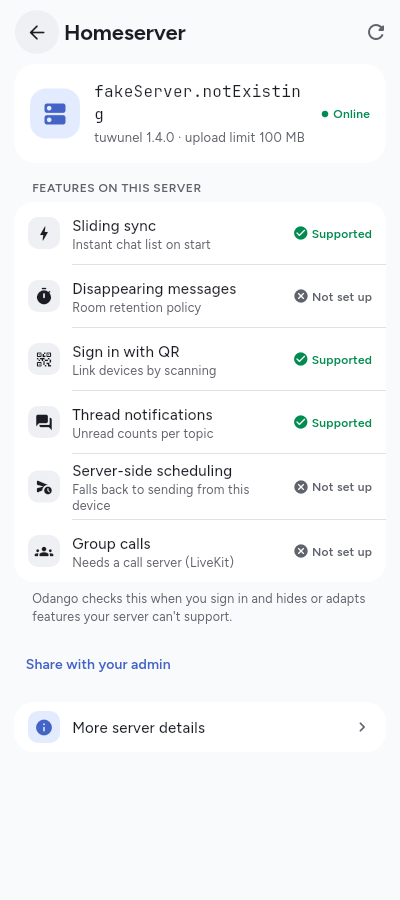 Homeserver
fakeServer.notExistin
g
Online
tuwunel 1.4.0 · upload limit 100 MB
FEATURES ON THIS SERVER
Sliding sync
Instant chat list on start
Supported
Disappearing messages
Room retention policy
Not set up
Sign in with QR
Link devices by scanning
Supported
Thread notifications
Unread counts per topic
Supported
Server-side scheduling
Falls back to sending from this
device
Not set up
Group calls
Needs a call server (LiveKit)
Not set up
Odango checks this when you sign in and hides or adapts
features your server can't support.
Share with your admin
More server details